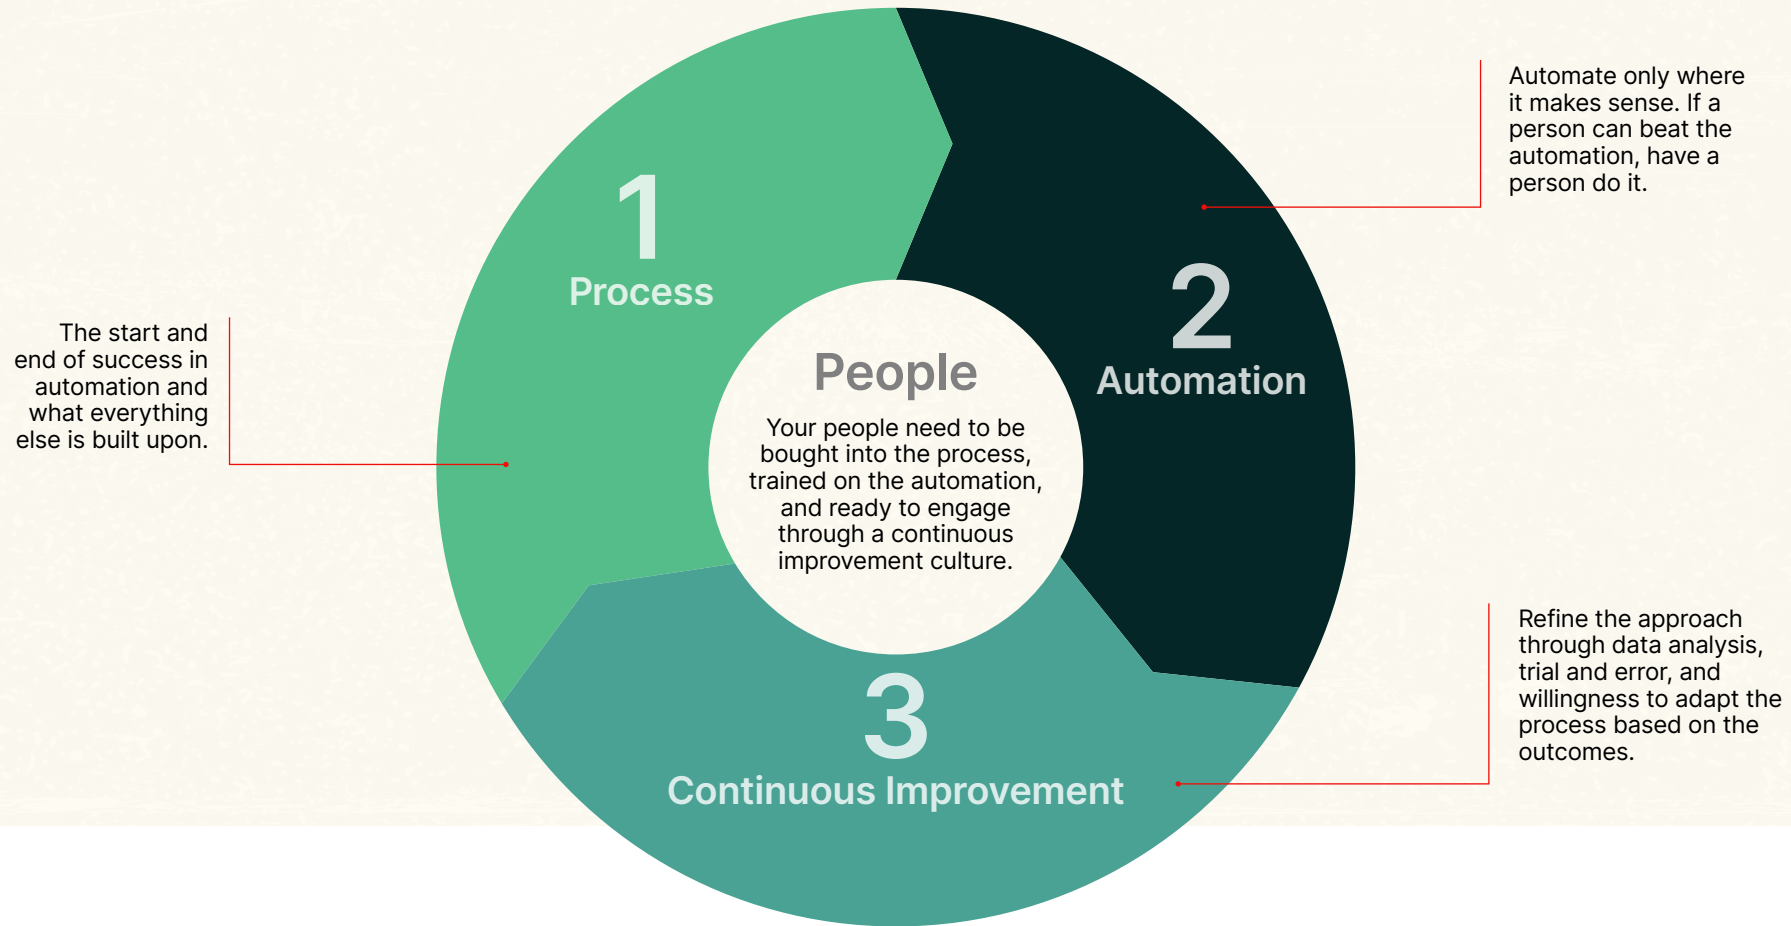 The start and
end of success in
automation and
what everything
else is built upon.
1
Process
2
Automation
Automate only where
it makes sense. If a
person can beat the
automation, have a
person do it.
People
Your people need to be
bought into the process,
trained on the automation,
and ready to engage
through a continuous
improvement culture.
3
Continuous Improvement
Refine the approach
through data analysis,
trial and error, and
willingness to adapt the
process based on the
outcomes.